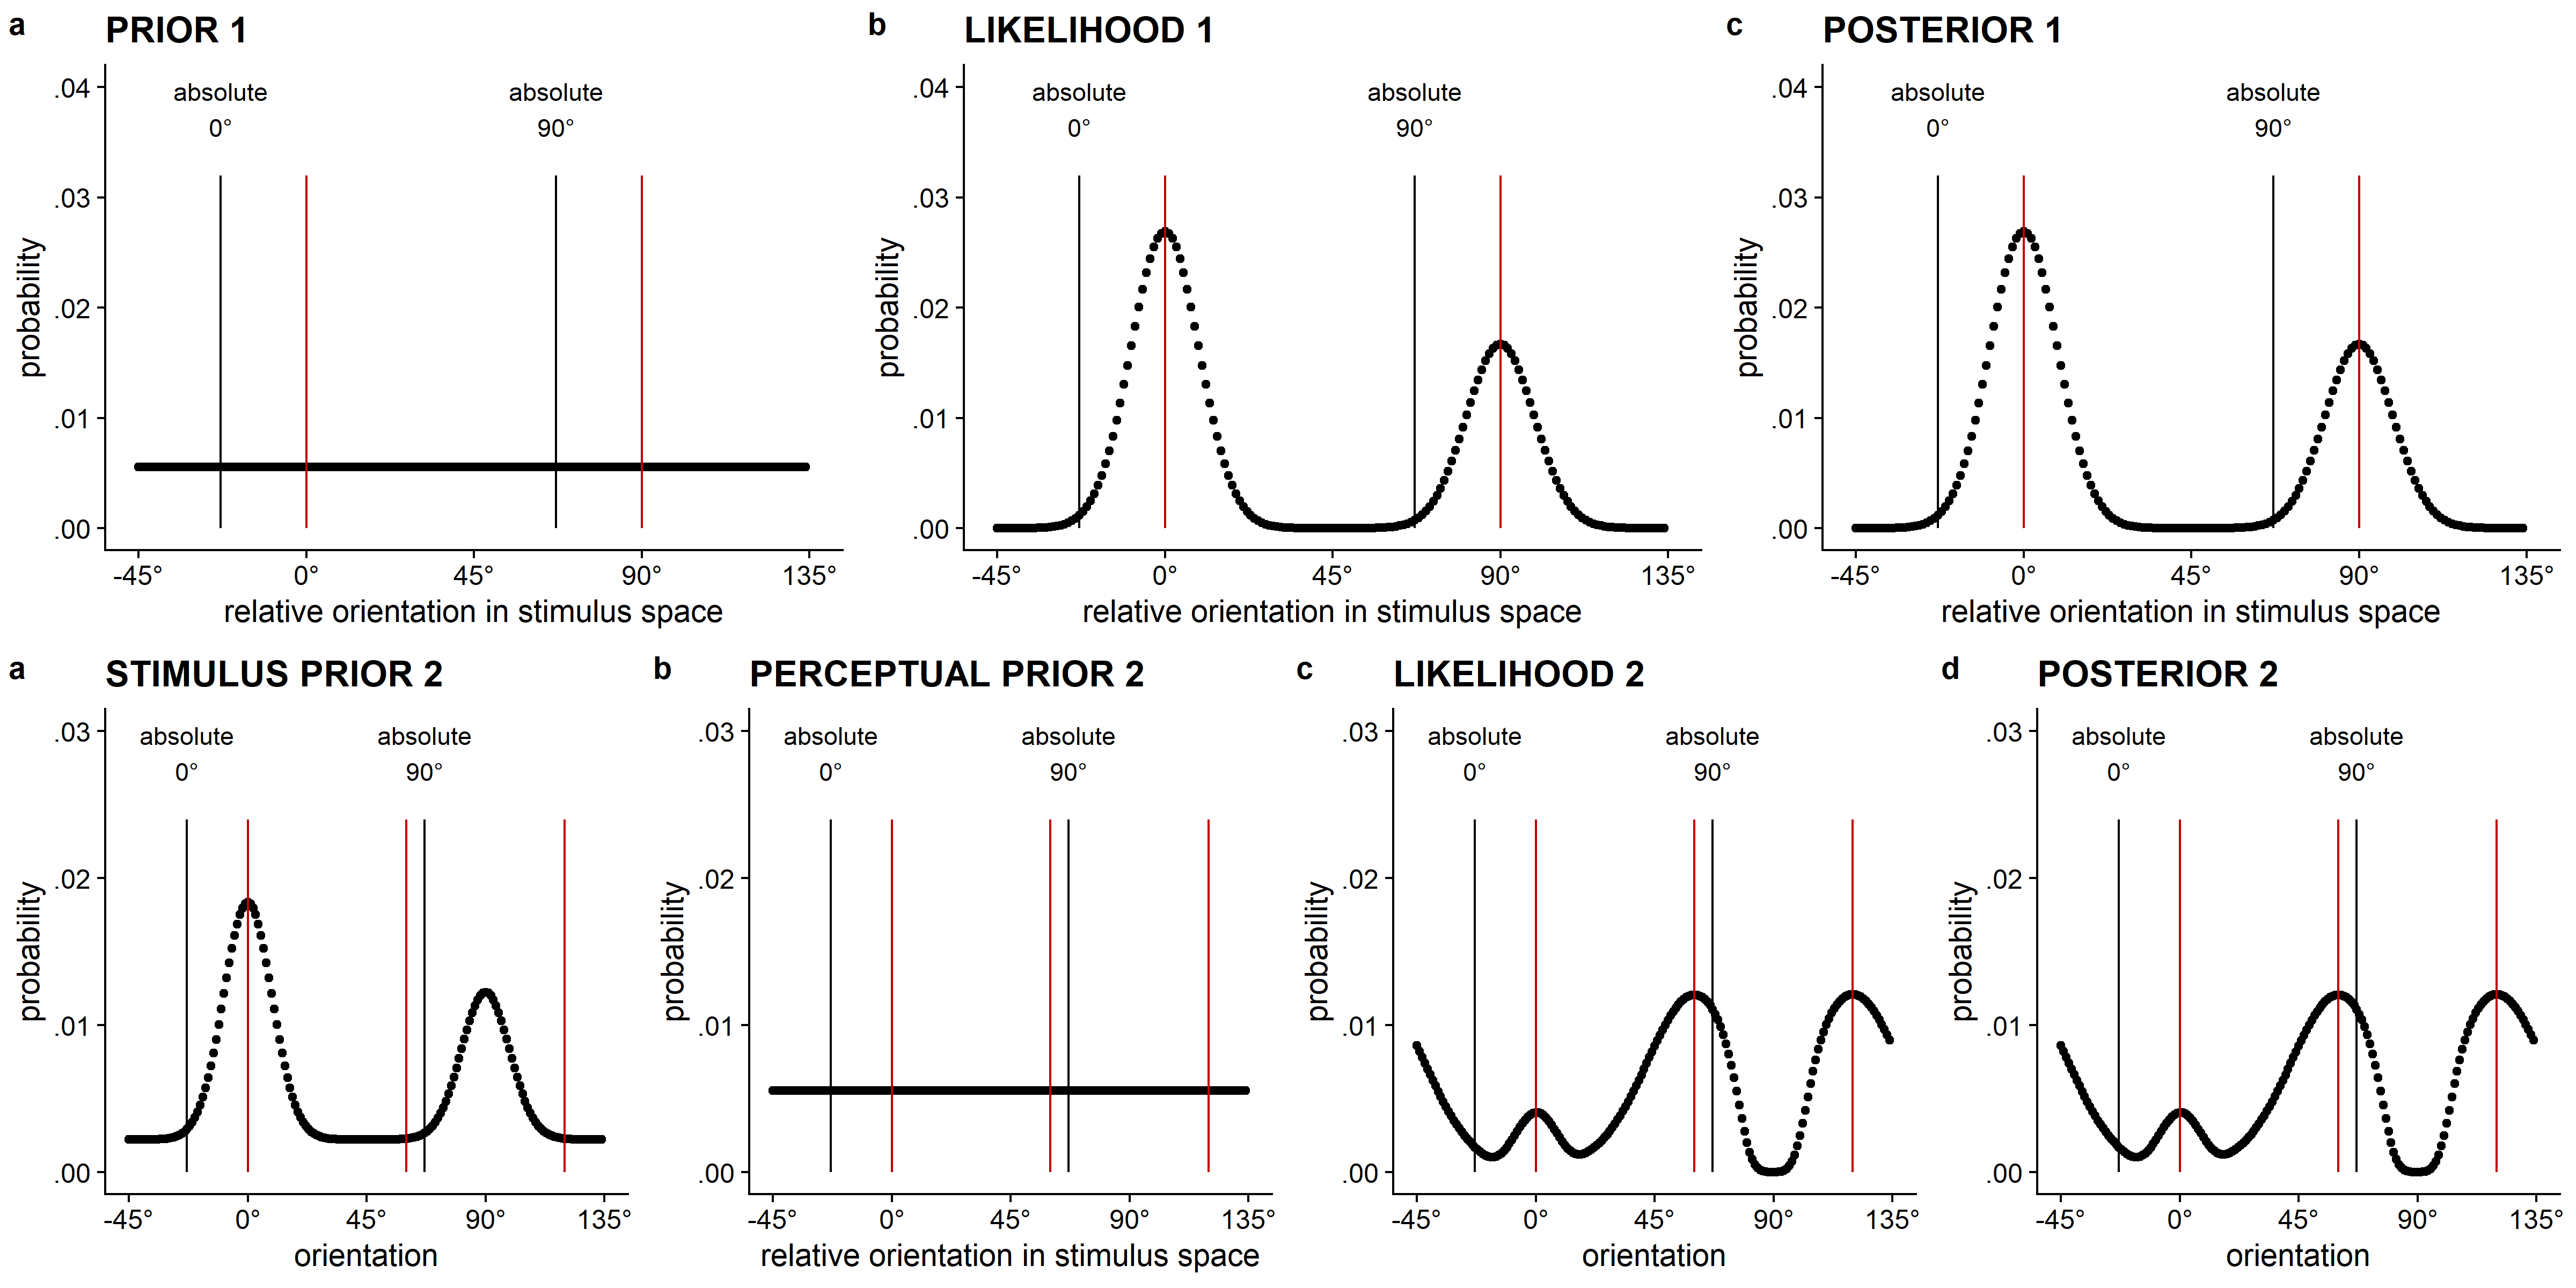 a PRIOR 1
absolute
0°
absolute
90°
.04
.03
.02
.01
.00
probability
-45° 0° 45° 90° 135°
relative orientation in stimulus space
b LIKELIHOOD 1
absolute
0°
absolute
90°
.04
.03
.02
.01
.00
probability
-45° 0° 45° 90° 135°
relative orientation in stimulus space
c POSTERIOR 1
absolute
0°
absolute
90°
.04
.03
.02
.01
.00
probability
-45° 0° 45° 90° 135°
relative orientation in stimulus space
a STIMULUS PRIOR 2
absolute
0°
absolute
90°
.03
.02
.01
.00
probability
-45° 0° 45° 90° 135°
orientation
b PERCEPTUAL PRIOR 2
absolute
0°
absolute
90°
.03
.02
.01
.00
probability
-45° 0° 45° 90° 135°
relative orientation in stimulus space
c LIKELIHOOD 2
absolute
0°
absolute
90°
.03
.02
.01
.00
probability
-45° 0° 45° 90° 135°
orientation
d POSTERIOR 2
absolute
0°
absolute
90°
.03
.02
.01
.00
probability
-45° 0° 45° 90° 135°
orientation